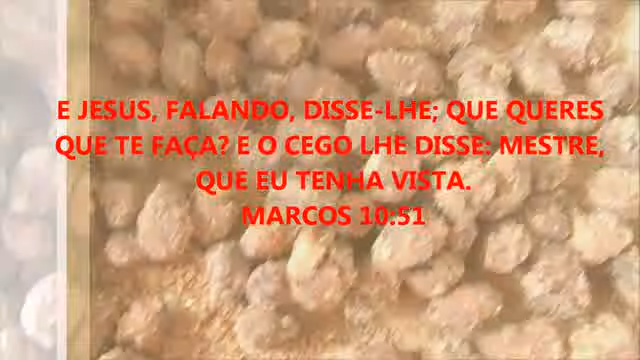 E JESUS, FALANDO, DISSE-LHE; QUE QUERES
QUE TE FAÇA? E O CEGO LHE DISSE: MESTRE,
QUE EU TENHA VISTA.
MARCOS 10:51